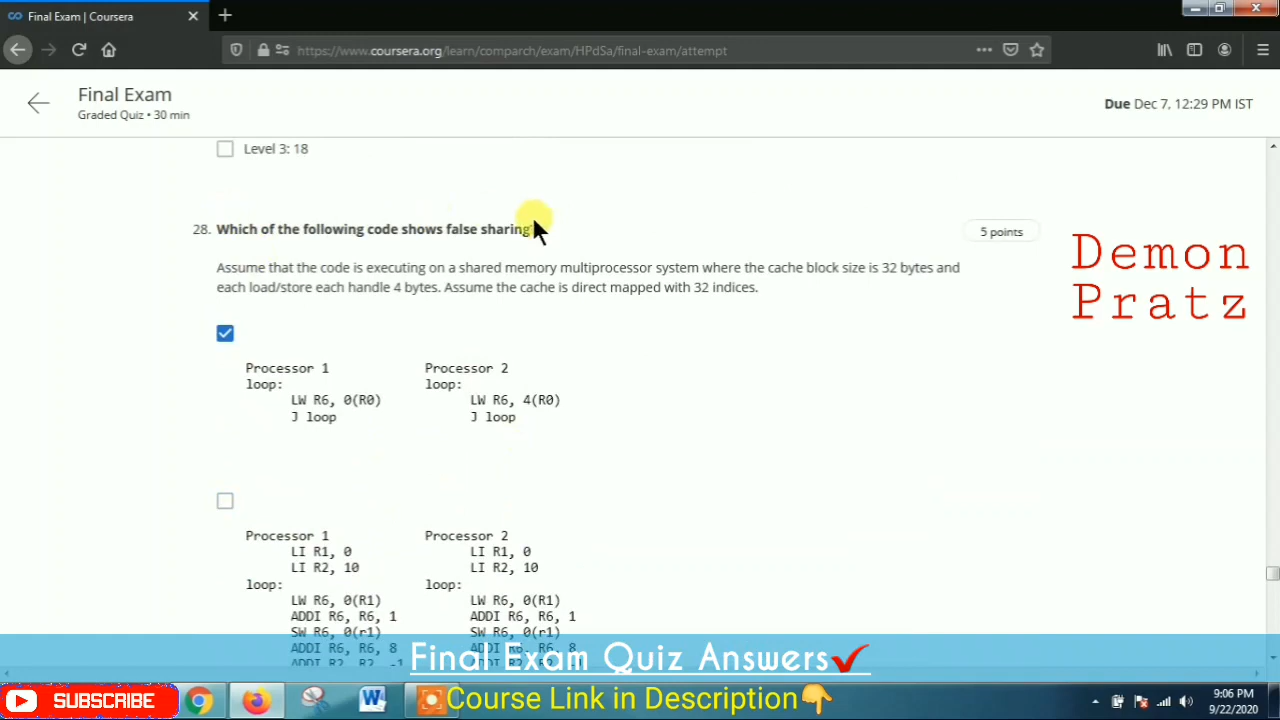 Final Exam | Coursera
https://www.coursera.org/learn/comparch/exam/HPdSa/final-exam/attempt
Final Exam
Graded Quiz • 30 min
Due Dec 7, 12:29 PM IST
Level 3: 18
28. Which of the following code shows false sharing?
5 points
Assume that the code is executing on a shared memory multiprocessor system where the cache block size is 32 bytes and
each load/store each handle 4 bytes. Assume the cache is direct mapped with 32 indices.
Demon
Pratz
Processor 1 Processor 2
loop: loop:
LW R6, 0(R0) LW R6, 4(R0)
J loop J loop
Processor 1 Processor 2
LI R1, 0 LI R1, 0
LI R2, 10 LI R2, 10
loop: loop:
LW R6, 0(R1) LW R6, 0(R1)
ADDI R6, R6, 1 ADDI R6, R6, 1
SW R6, 0(r1) SW R6, 0(r1)
ADDI R6, R6, 8 ADDI R6, R6, 8
ADDI R2, R2, -1
Final Exam Quiz Answers
SUBSCRIBE
Course Link in Description
9:06 PM
9/22/2020